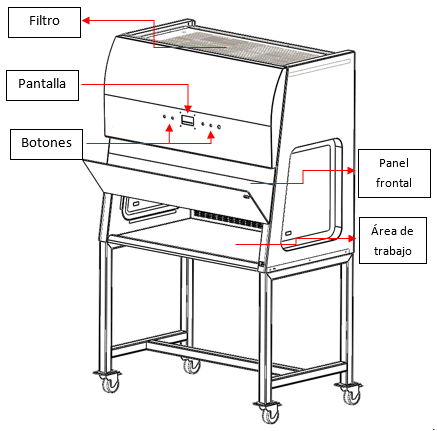 Filtro
Pantalla
Botones
Panel
frontal
Área de
trabajo